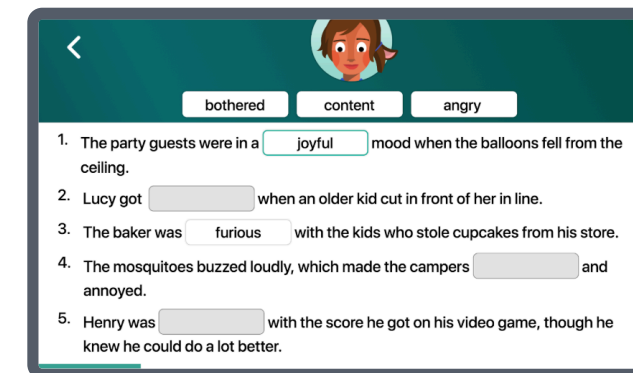 bothered content angry
1. The party guests were in a joyful mood when the balloons fell from the
ceiling.
2. Lucy got when an older kid cut in front of her in line.
3. The baker was furious with the kids who stole cupcakes from his store.
4. The mosquitoes buzzed loudly, which made the campers and
annoyed.
5. Henry was with the score he got on his video game, though he
knew he could do a lot better.